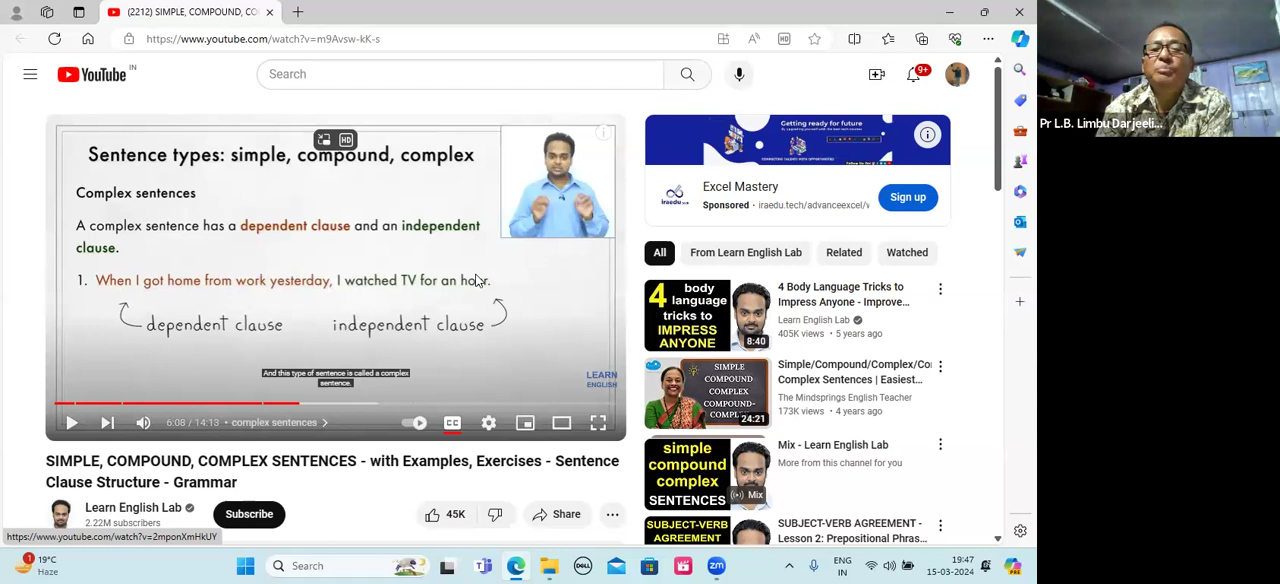 (2212) SIMPLE, COMPOUND, CO
https://www.youtube.com/watch?v=m9Avsw-kK-s
YouTube IN
Search
9+
Pr L.B. Limbu Darjeeli...
Sentence types: simple, compound, complex
HD
Complex sentences
A complex sentence has a dependent clause and an independent
clause.
1. When I got home from work yesterday, I watched TV for an hour.
dependent clause independent clause
And this type of sentence is called a complex
sentence.
LEARN
ENGLISH
6:08 / 14:13 • complex sentences
CC
SIMPLE, COMPOUND, COMPLEX SENTENCES - with Examples, Exercises - Sentence
Clause Structure - Grammar
Learn English Lab
2.22M subscribers
Subscribe
45K
Share
https://www.youtube.com/watch?v=2mponXmHkUY
Getting ready for future
Excel Mastery
Sponsored · iraedu.tech/advanceexcel/v
Sign up
All
From Learn English Lab
Related
Watched
4 body
language
tricks to
IMPRESS
ANYONE
8:40
4 Body Language Tricks to
Impress Anyone - Improve...
Learn English Lab
405K views • 5 years ago
SIMPLE
COMPOUND
COMPLEX
COMPOUND-
COMPLEX
24:21
Simple/Compound/Complex/Co
Complex Sentences | Easiest...
The Mindsprings English Teacher
173K views • 4 years ago
simple
compound
complex
SENTENCES
Mix
Mix - Learn English Lab
More from this channel for you
SUBJECT-VERB
AGREEMENT
SUBJECT-VERB AGREEMENT -
Lesson 2: Prepositional Phras...
1
19°C
Haze
Search
DELL
zm
ENG
IN
19:47
15-03-2024
PRE